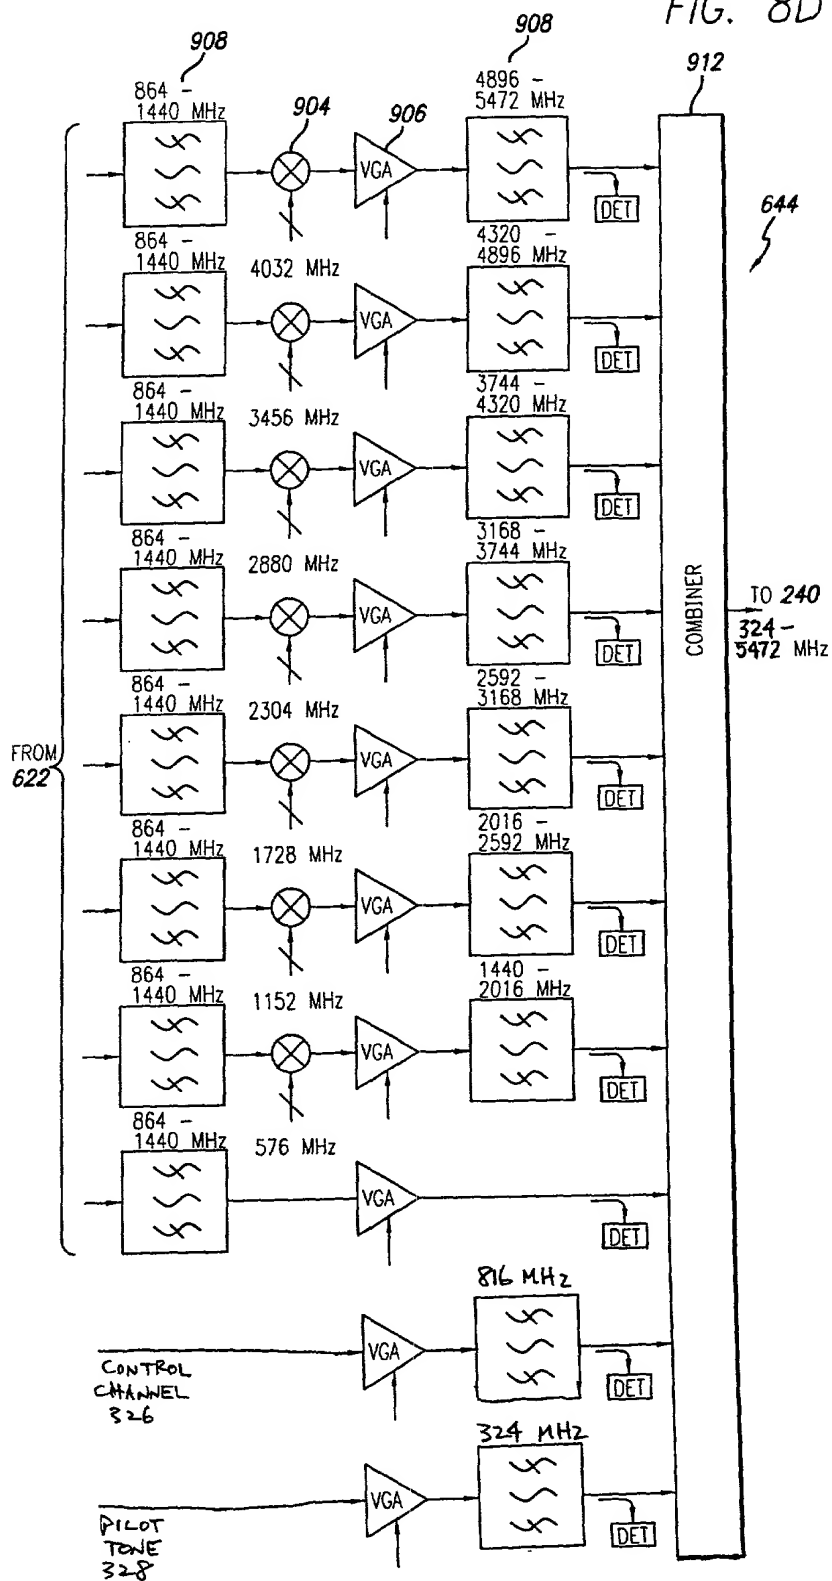 FIG. 8D
908
908
912
864 –
1440 MHz
904
906
4896 –
5472 MHz
VGA
DET
644
864 –
1440 MHz
4032 MHz
VGA
4320 –
4896 MHz
DET
864 –
1440 MHz
3456 MHz
VGA
3744 –
4320 MHz
DET
864 –
1440 MHz
2880 MHz
VGA
3168 –
3744 MHz
DET
COMBINER
TO 240
324 –
5472 MHz
864 –
1440 MHz
2304 MHz
VGA
2592 –
3168 MHz
DET
FROM
622
864 –
1440 MHz
1728 MHz
VGA
2016 –
2592 MHz
DET
864 –
1440 MHz
1152 MHz
VGA
1440 –
2016 MHz
DET
864 –
1440 MHz
576 MHz
VGA
DET
816 MHz
VGA
DET
CONTROL
CHANNEL
326
324 MHz
VGA
DET
PILOT
TONE
328